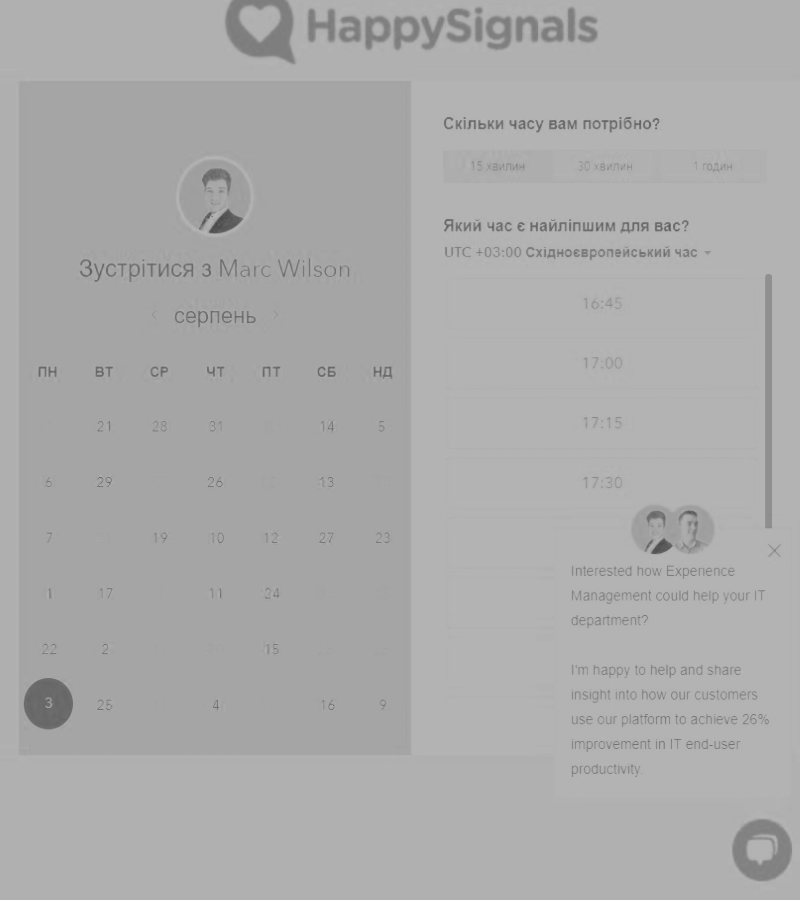 HappySignals
Зустрітися з Marc Wilson
серпень
ПН ВТ СР ЧТ ПТ СБ НД
21 28 31 14 5
6 29 26 13
7 19 10 12 27 23
1 17 11 24
22 2 15
3 25 4 16 9
Скільки часу вам потрібно?
15 хвилин 30 хвилин 1 годин
Який час є найліпшим для вас?
UTC +03:00 Східноєвропейський час
16:45
17:00
17:15
17:30
Interested how Experience
Management could help your IT
department?
I'm happy to help and share
insight into how our customers
use our platform to achieve 26%
improvement in IT end-user
productivity.